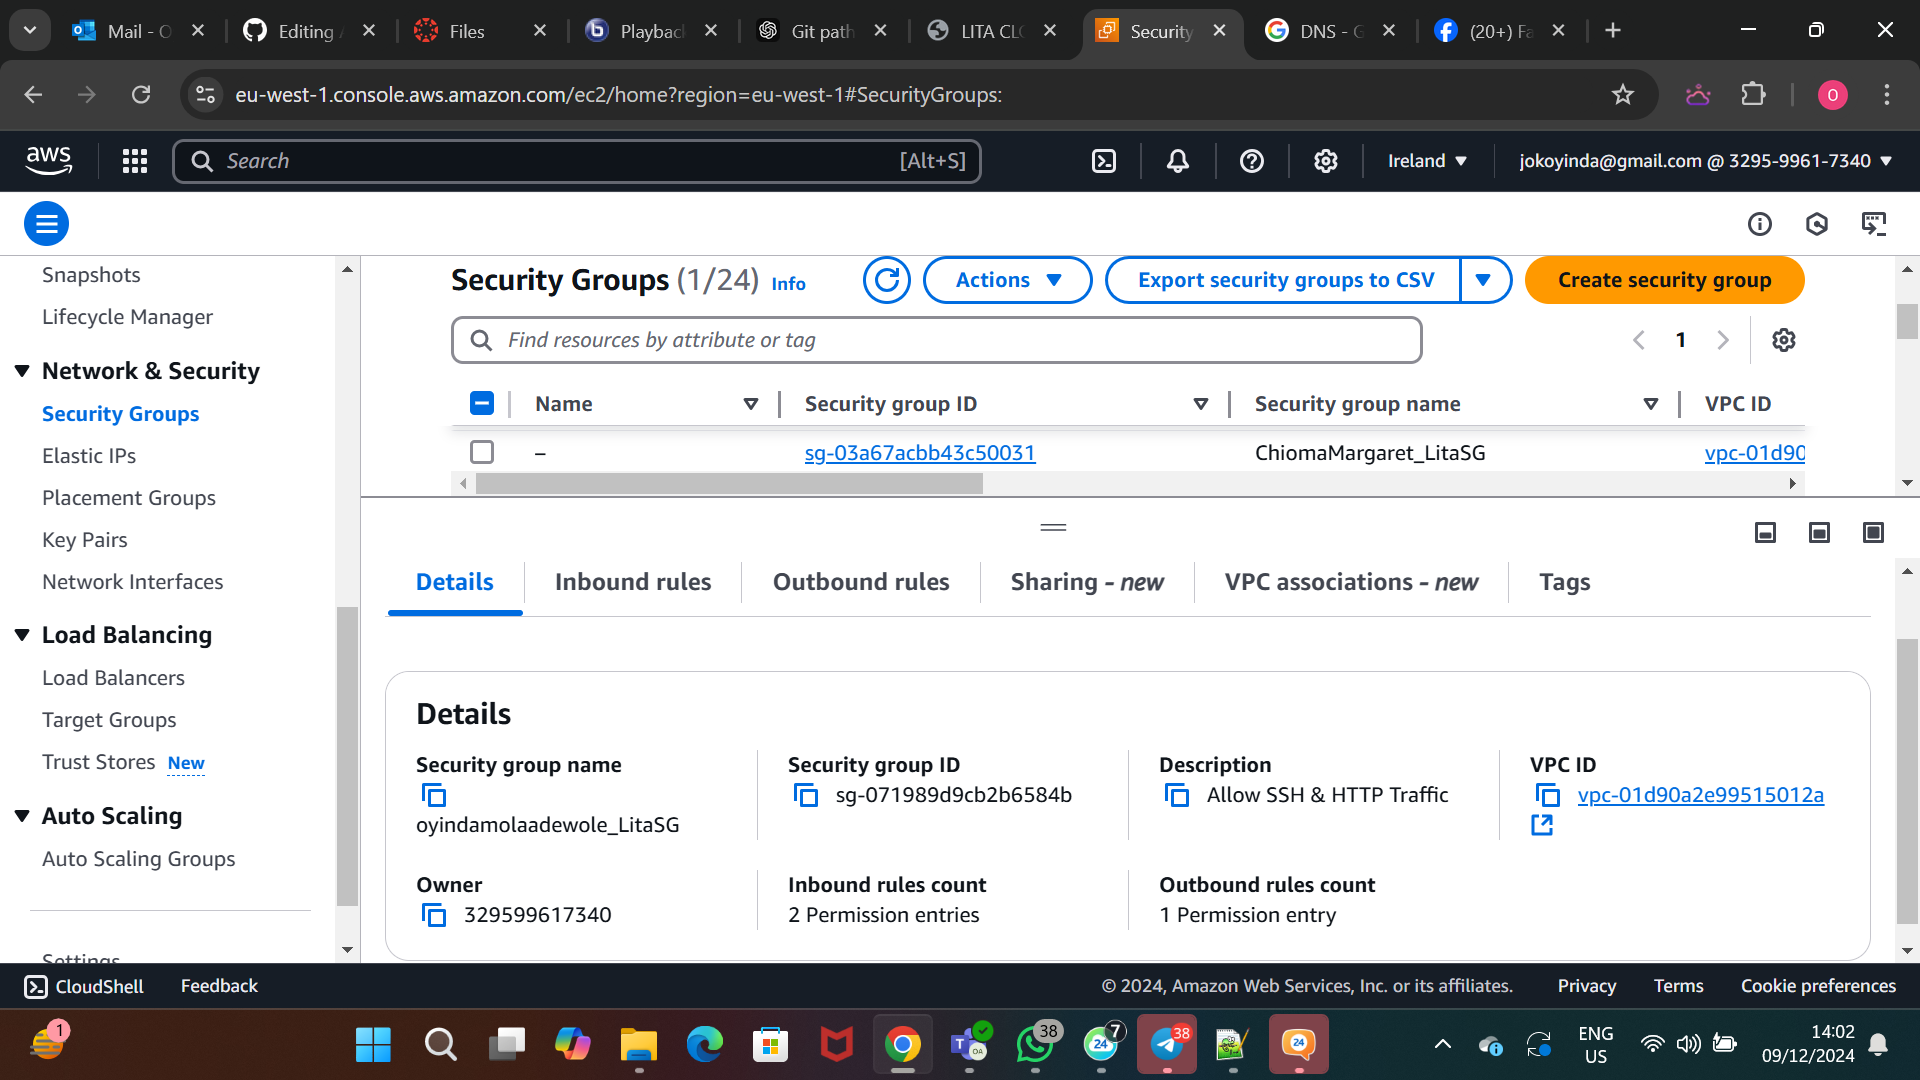 Mail - O
Editing A
Files
Playbac
Git path
LITA CLO
Security
DNS - G
(20+) Fa
eu-west-1.console.aws.amazon.com/ec2/home?region=eu-west-1#SecurityGroups:
O
aws
Search
[Alt+S]
Ireland
jokoyinda@gmail.com @ 3295-9961-7340
Snapshots
Lifecycle Manager
Network & Security
Security Groups
Elastic IPs
Placement Groups
Key Pairs
Network Interfaces
Load Balancing
Load Balancers
Target Groups
Trust Stores New
Auto Scaling
Auto Scaling Groups
Settings
Security Groups (1/24) Info
Actions
Export security groups to CSV
Create security group
Find resources by attribute or tag
1
Name
Security group ID
Security group name
VPC ID
–
sg-03a67acbb43c50031
ChiomaMargaret_LitaSG
vpc-01d90
Details
Inbound rules
Outbound rules
Sharing - new
VPC associations - new
Tags
Details
Security group name
oyindamolaadewole_LitaSG
Security group ID
sg-071989d9cb2b6584b
Description
Allow SSH & HTTP Traffic
VPC ID
vpc-01d90a2e99515012a
Owner
329599617340
Inbound rules count
2 Permission entries
Outbound rules count
1 Permission entry
CloudShell
Feedback
© 2024, Amazon Web Services, Inc. or its affiliates.
Privacy
Terms
Cookie preferences
1
T
OA
38
24
7
38
24
ENG
US
14:02
09/12/2024